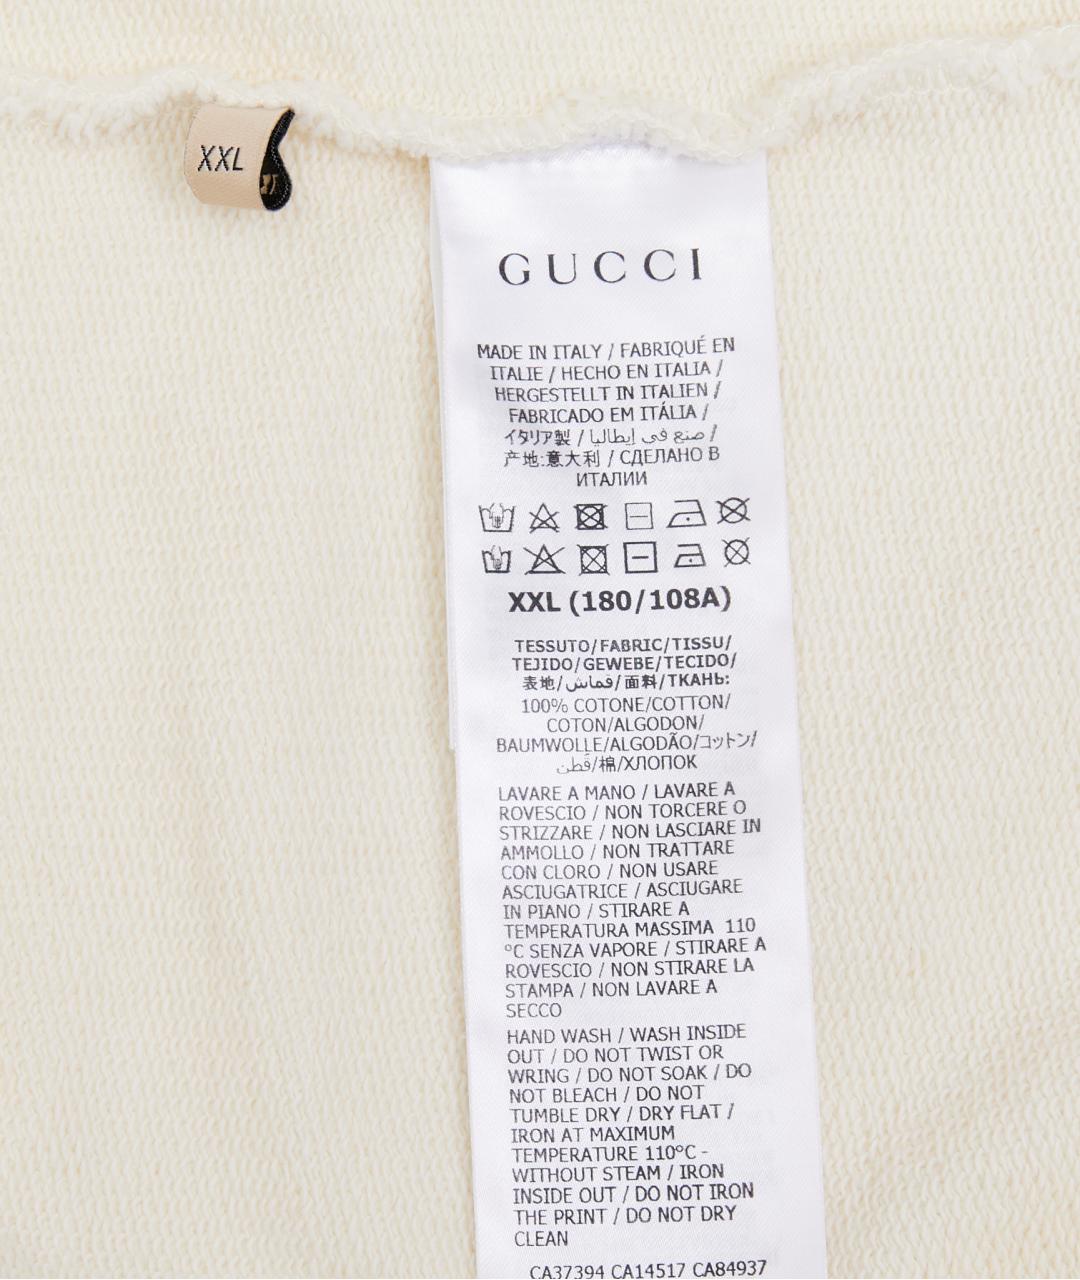 XXL
GUCCI
MADE IN ITALY / FABRIQUÉ EN
ITALIE / HECHO EN ITALIA /
HERGESTELLT IN ITALIEN /
FABRICADO EM ITÁLIA /
イタリア製 / صنع في إيطاليا /
产地:意大利 / СДЕЛАНО В
ИТАЛИИ
XXL (180/108A)
TESSUTO/FABRIC/TISSU/
TEJIDO/GEWEBE/TECIDO/
表地/قماش/面料/ТКАНЬ:
100% COTONE/COTTON/
COTON/ALGODON/
BAUMWOLLE/ALGODÃO/コットン/
قطن/棉/ХЛОПОК
LAVARE A MANO / LAVARE A
ROVESCIO / NON TORCERE O
STRIZZARE / NON LASCIARE IN
AMMOLLO / NON TRATTARE
CON CLORO / NON USARE
ASCIUGATRICE / ASCIUGARE
IN PIANO / STIRARE A
TEMPERATURA MASSIMA 110
°C SENZA VAPORE / STIRARE A
ROVESCIO / NON STIRARE LA
STAMPA / NON LAVARE A
SECCO
HAND WASH / WASH INSIDE
OUT / DO NOT TWIST OR
WRING / DO NOT SOAK / DO
NOT BLEACH / DO NOT
TUMBLE DRY / DRY FLAT /
IRON AT MAXIMUM
TEMPERATURE 110°C -
WITHOUT STEAM / IRON
INSIDE OUT / DO NOT IRON
THE PRINT / DO NOT DRY
CLEAN
CA37394 CA14517 CA84937